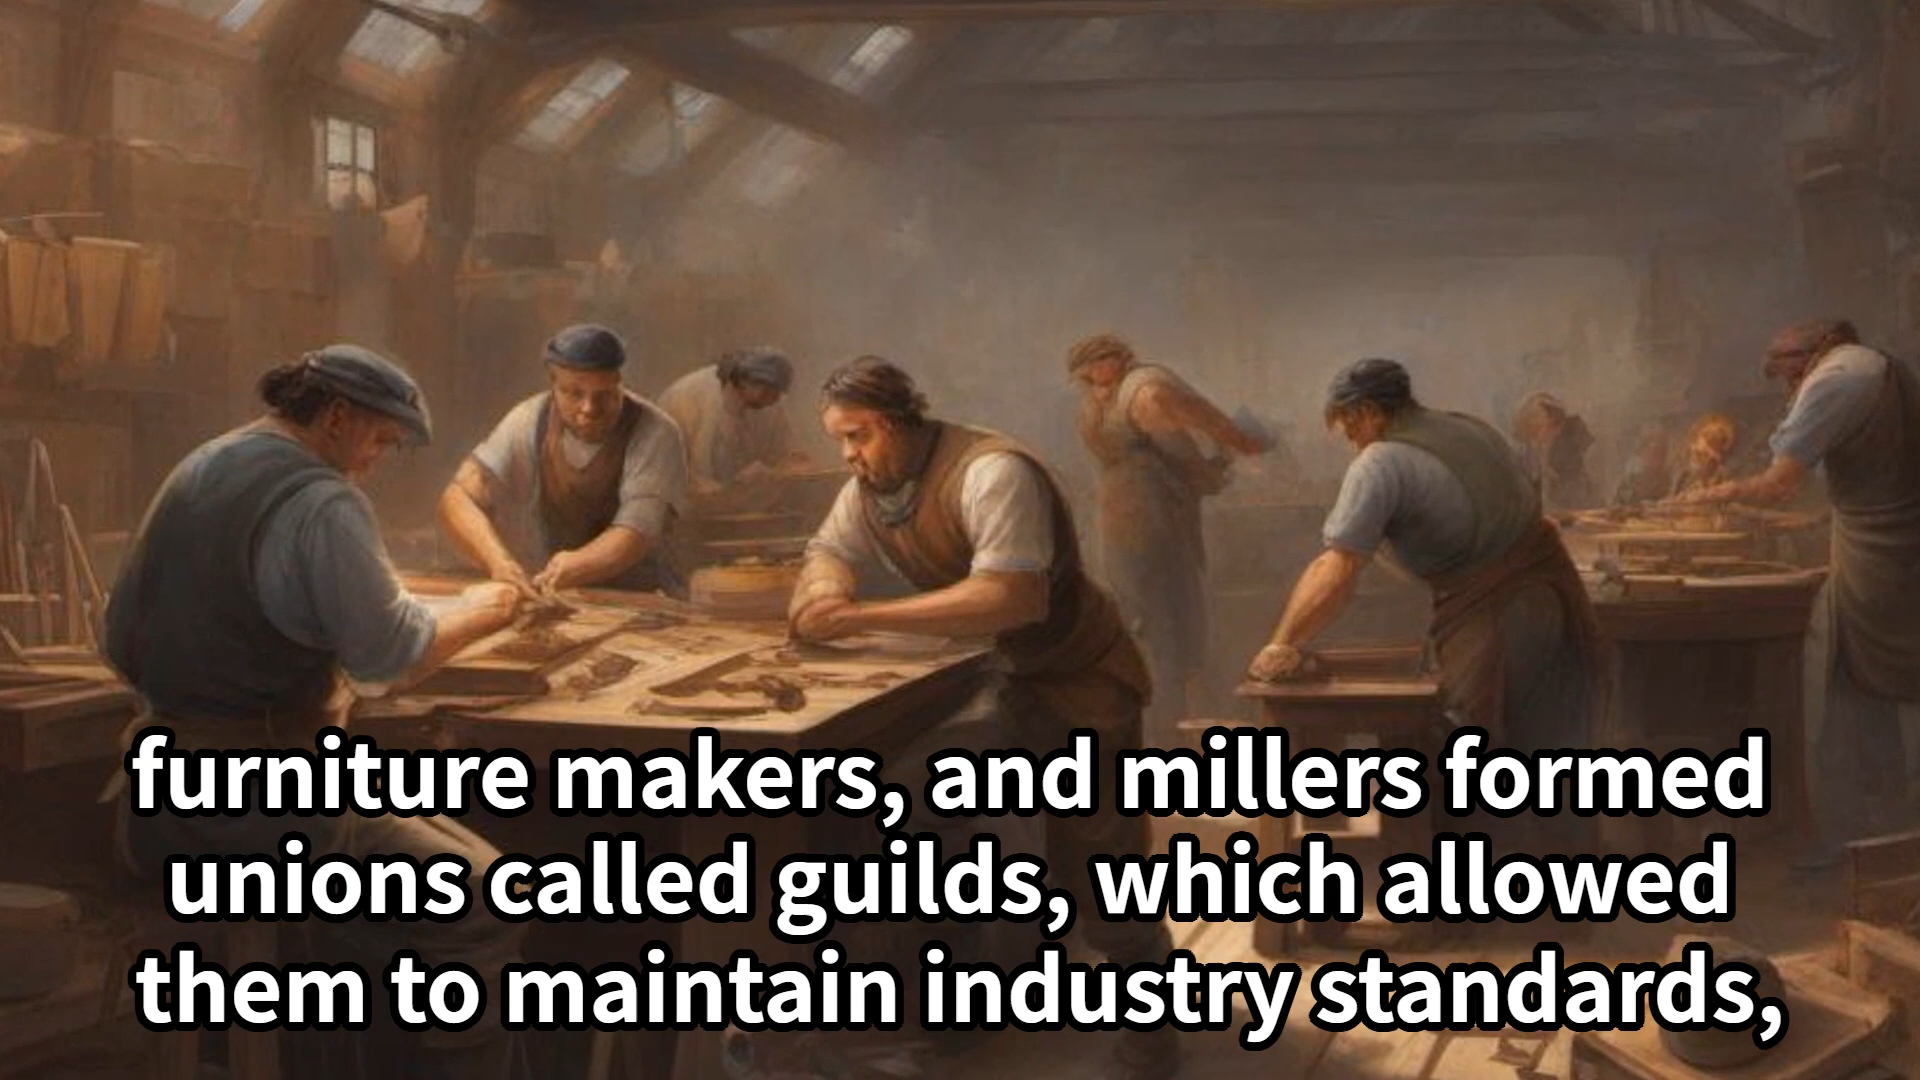 furniture makers, and millers formed
unions called guilds, which allowed
them to maintain industry standards,